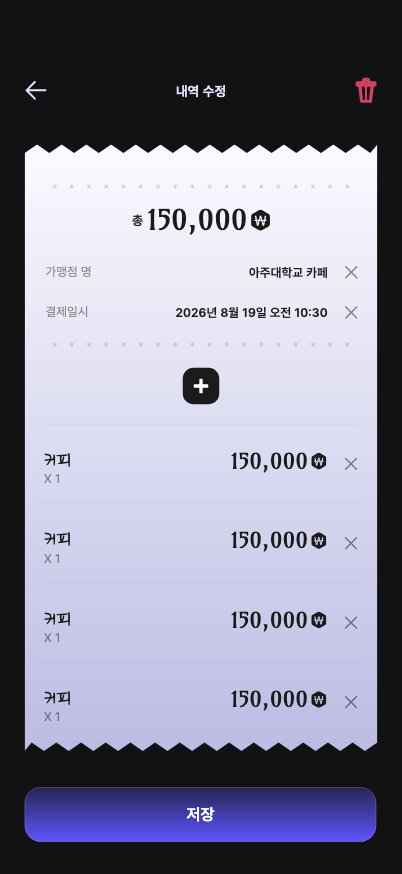 내역 수정
총 150,000₩
가맹점 명 아주대학교 카페
결제일시 2026년 8월 19일 오전 10:30
커피 150,000₩
X 1
커피 150,000₩
X 1
커피 150,000₩
X 1
커피 150,000₩
X 1
저장